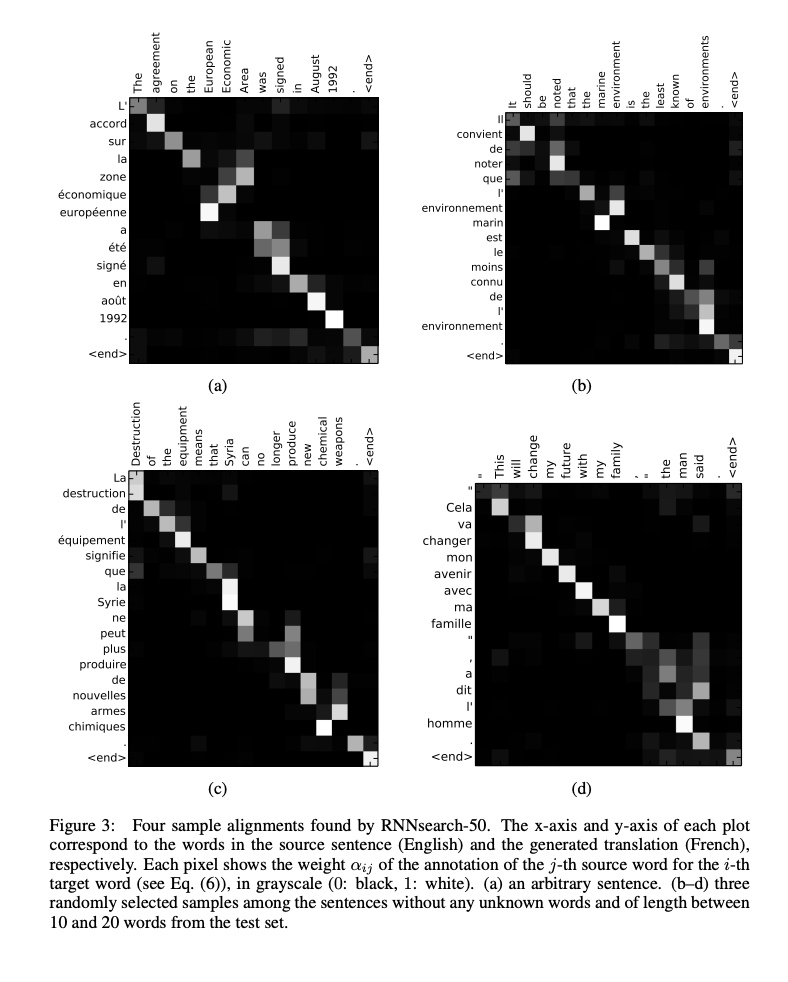 The agreement on the European Economic Area was signed in August 1992 . <end>
L'
accord
sur
la
zone
économique
européenne
a
été
signé
en
août
1992
.
<end>
(a)
It should be noted that the marine environment is the least known of environments . <end>
Il
convient
de
noter
que
l'
environnement
marin
est
le
moins
connu
de
l'
environnement
.
<end>
(b)
Destruction of the equipment means that Syria can no longer produce new chemical weapons . <end>
La
destruction
de
l'
équipement
signifie
que
la
Syrie
ne
peut
plus
produire
de
nouvelles
armes
chimiques
.
<end>
(c)
" This will change my future with my family , " the man said . <end>
"
Cela
va
changer
mon
avenir
avec
ma
famille
"
,
a
dit
l'
homme
.
<end>
(d)
Figure 3: Four sample alignments found by RNNsearch-50. The x-axis and y-axis of each plot
correspond to the words in the source sentence (English) and the generated translation (French),
respectively. Each pixel shows the weight αij of the annotation of the j-th source word for the i-th
target word (see Eq. (6)), in grayscale (0: black, 1: white). (a) an arbitrary sentence. (b–d) three
randomly selected samples among the sentences without any unknown words and of length between
10 and 20 words from the test set.